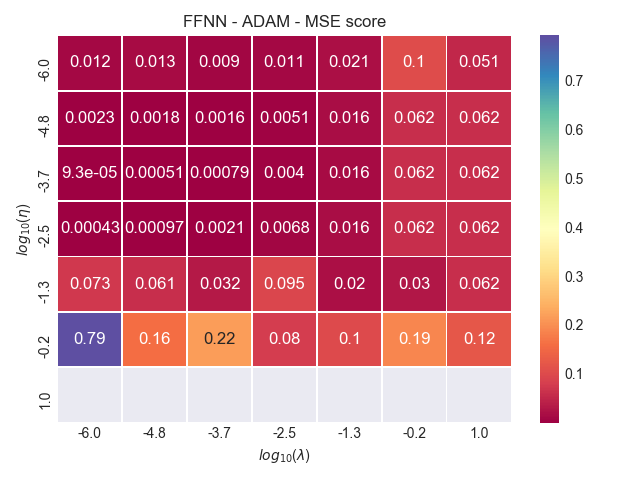 FFNN - ADAM - MSE score
-6.0 0.012 0.013 0.009 0.011 0.021 0.1 0.051
-4.8 0.0023 0.0018 0.0016 0.0051 0.016 0.062 0.062
-3.7 9.3e-05 0.00051 0.00079 0.004 0.016 0.062 0.062
-2.5 0.00043 0.00097 0.0021 0.0068 0.016 0.062 0.062
-1.3 0.073 0.061 0.032 0.095 0.02 0.03 0.062
-0.2 0.79 0.16 0.22 0.08 0.1 0.19 0.12
1.0
-6.0 -4.8 -3.7 -2.5 -1.3 -0.2 1.0
log₁₀(λ)
log₁₀(η)
0.7
0.6
0.5
0.4
0.3
0.2
0.1